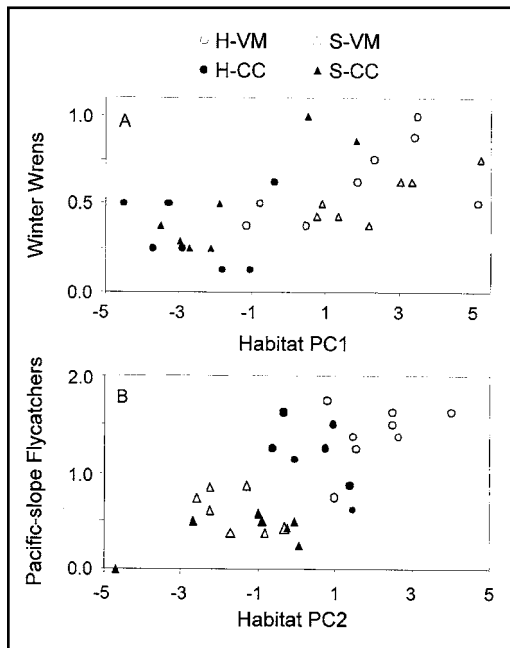 ○ H-VM △ S-VM
● H-CC ▲ S-CC
A
Winter Wrens
1.0
0.5
0.0
-5 -3 -1 1 3 5
Habitat PC1
B
Pacific-slope Flycatchers
2.0
1.0
0.0
-5 -3 -1 1 3 5
Habitat PC2